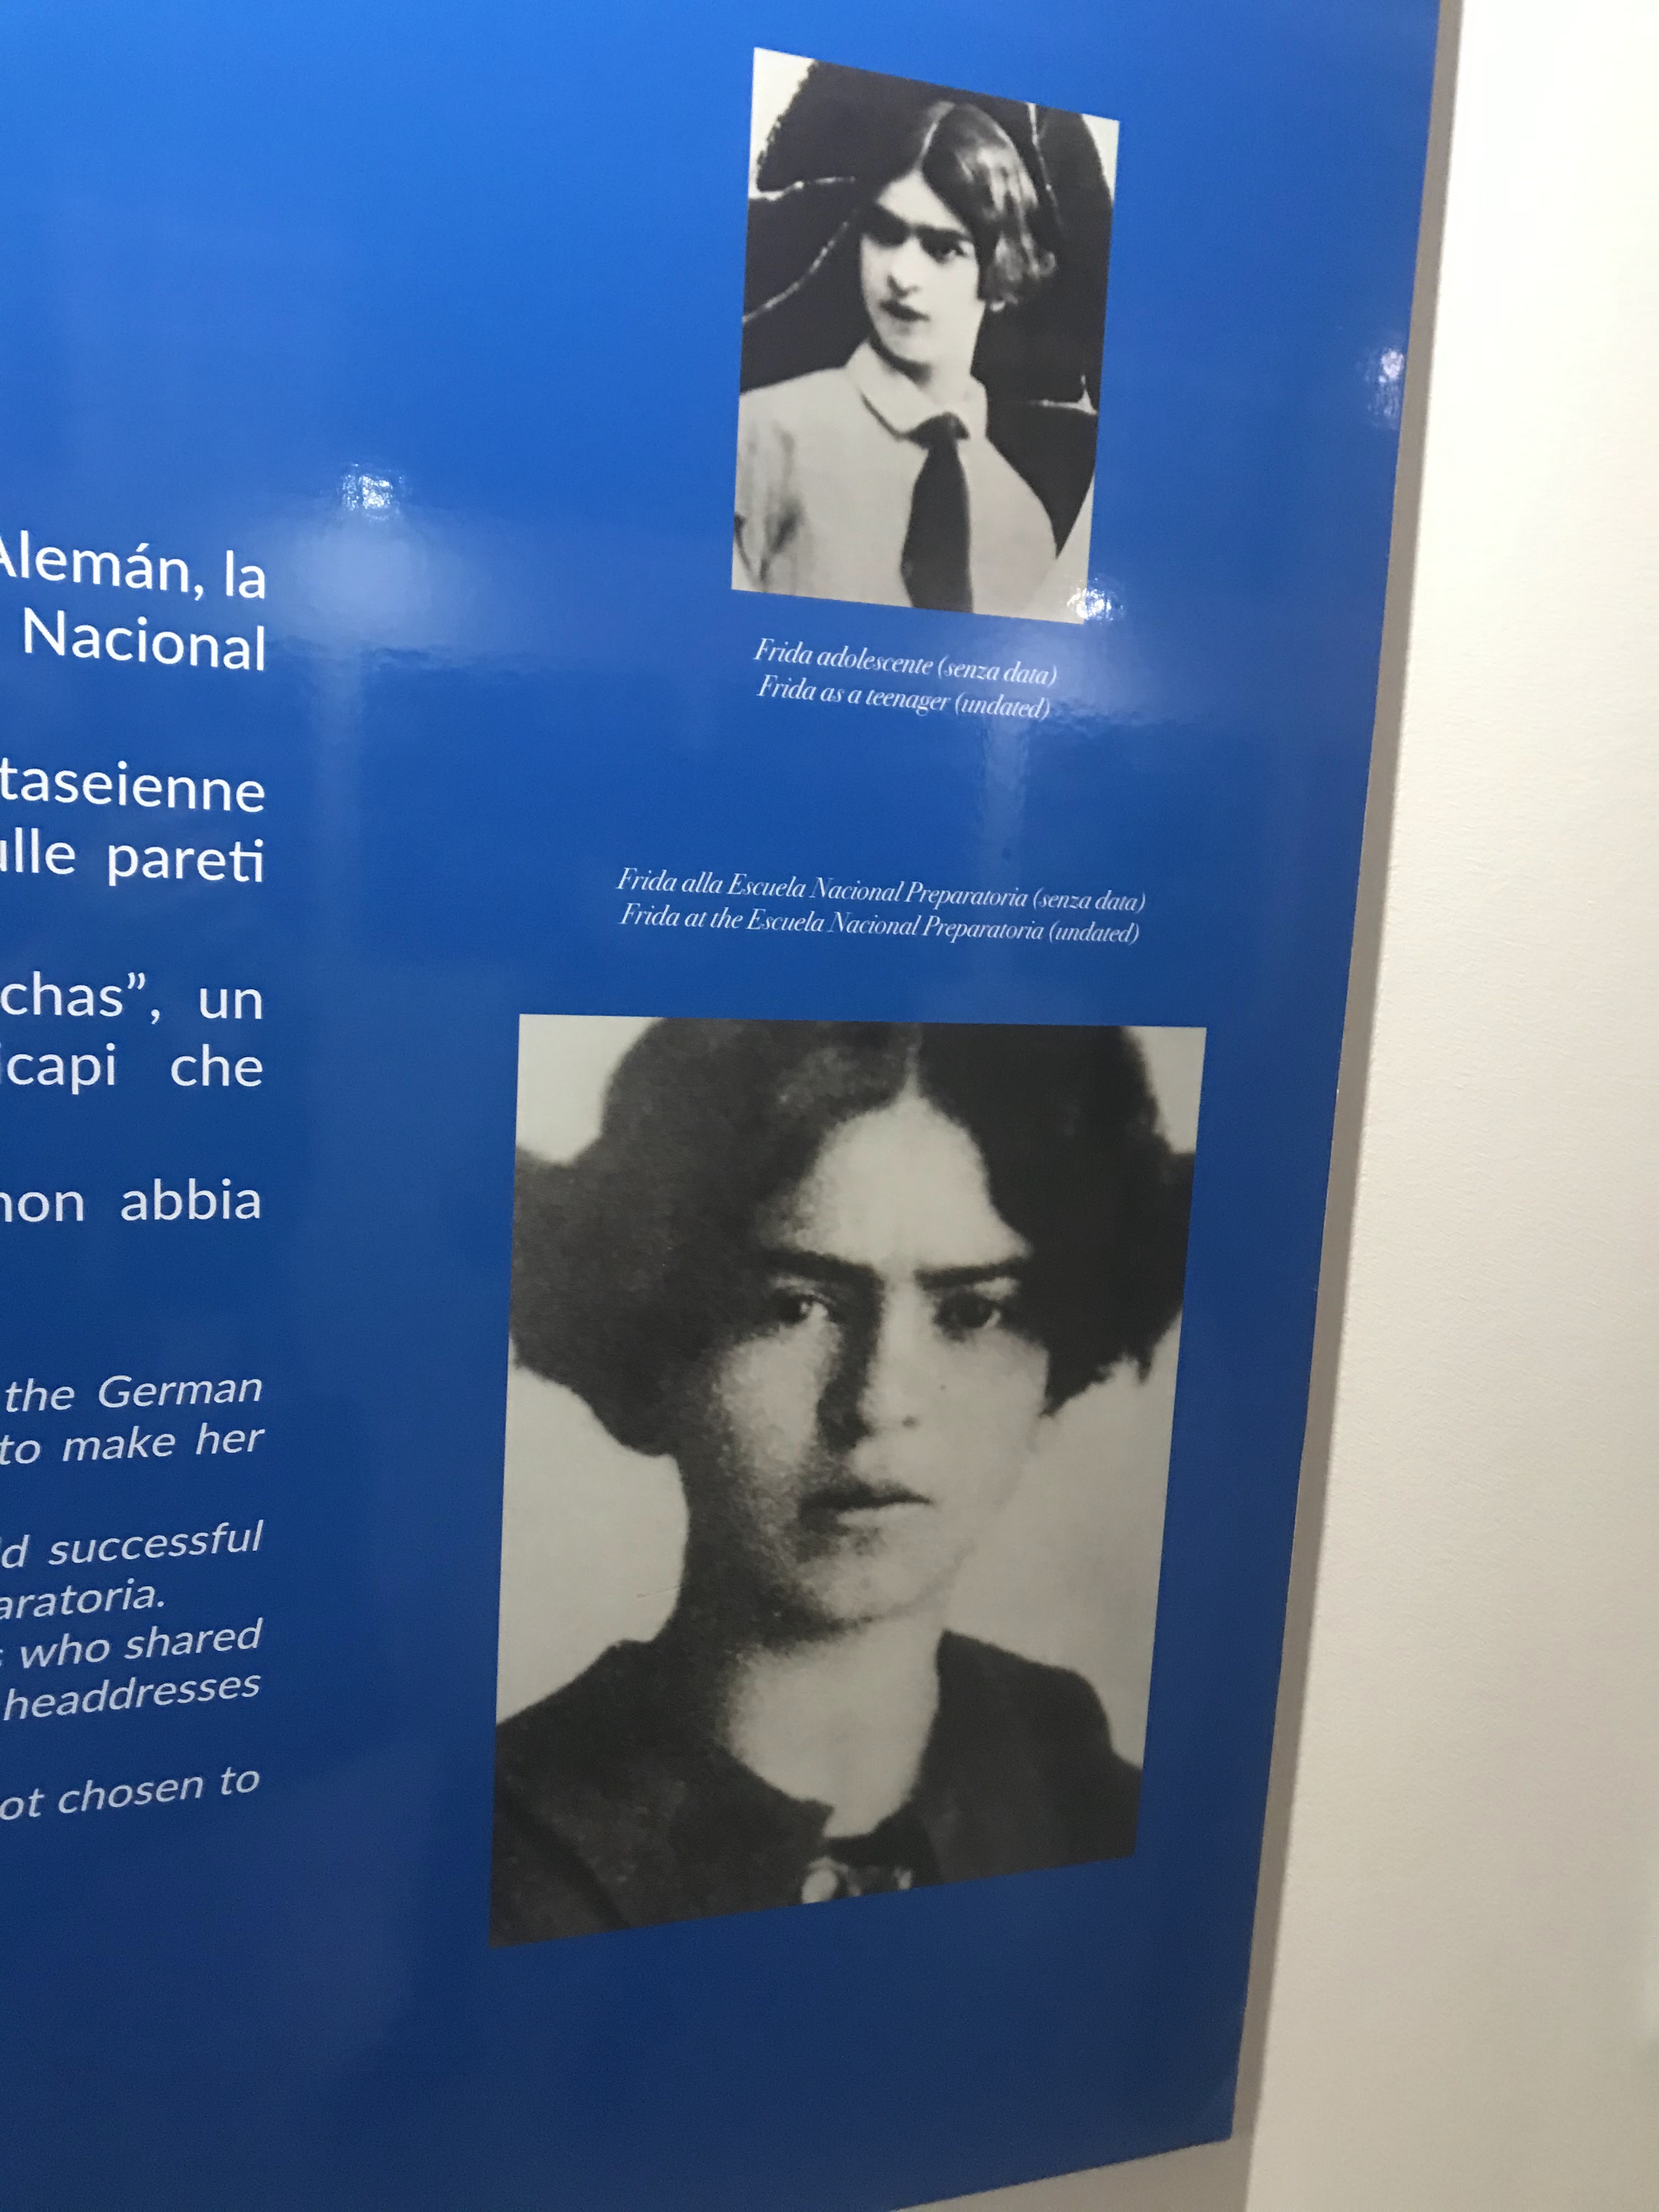 Alemán, la
Nacional
taseienne
ulle pareti
chas”, un
icapi che
non abbia
the German
to make her
d successful
aratoria.
s who shared
headdresses
ot chosen to
Frida adolescente (senza data)
Frida as a teenager (undated)
Frida alla Escuela Nacional Preparatoria (senza data)
Frida at the Escuela Nacional Preparatoria (undated)